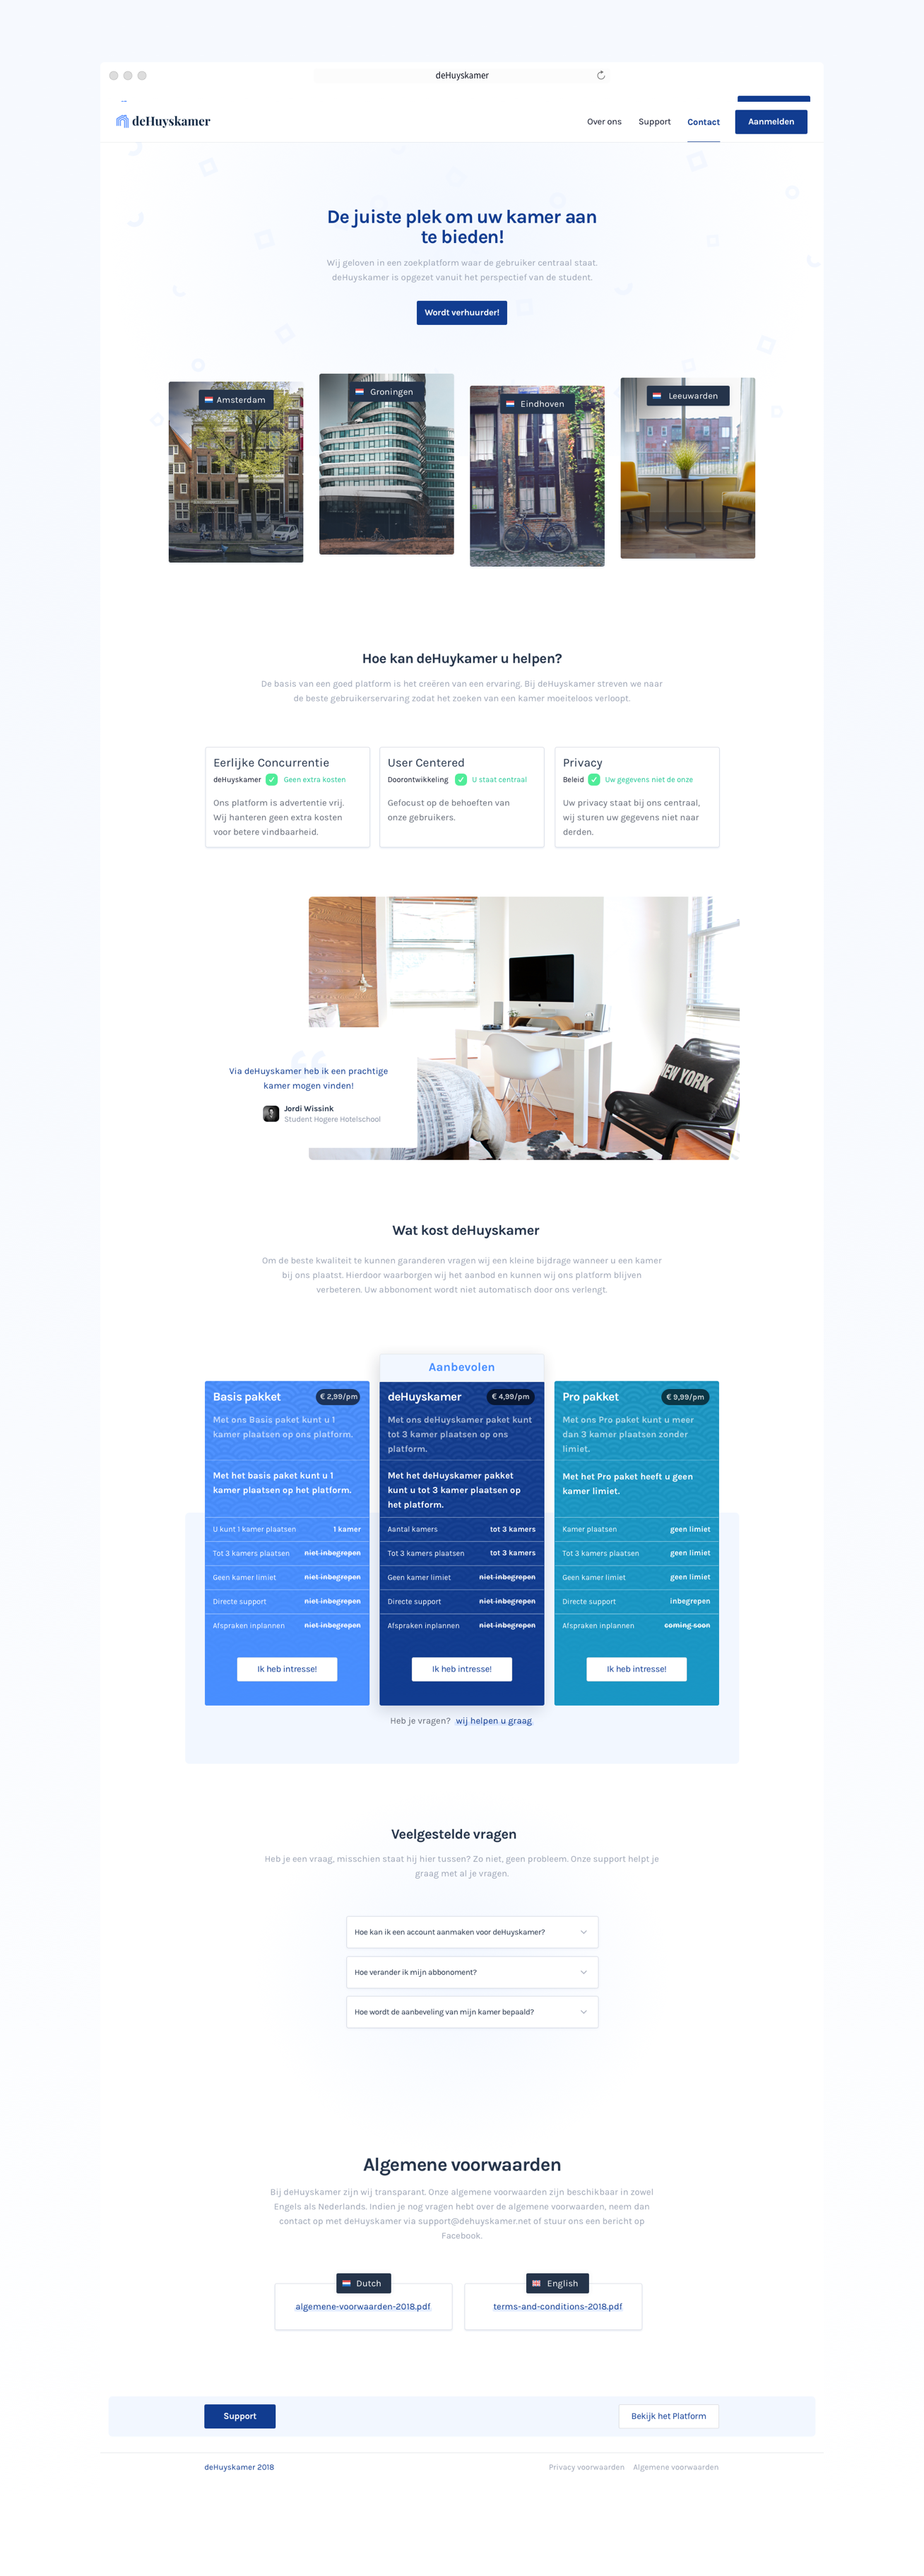 deHuyskamer
deHuyskamer
Over ons
Support
Contact
Aanmelden
De juiste plek om uw kamer aan
te bieden!
Wij geloven in een zoekplatform waar de gebruiker centraal staat.
deHuyskamer is opgezet vanuit het perspectief van de student.
Wordt verhuurder!
Amsterdam
Groningen
Eindhoven
Leeuwarden
Hoe kan deHuykamer u helpen?
De basis van een goed platform is het creëren van een ervaring. Bij deHuyskamer streven we naar
de beste gebruikerservaring zodat het zoeken van een kamer moeiteloos verloopt.
Eerlijke Concurrentie
deHuyskamer
Geen extra kosten
Ons platform is advertentie vrij.
Wij hanteren geen extra kosten
voor betere vindbaarheid.
User Centered
Doorontwikkeling
U staat centraal
Gefocust op de behoeften van
onze gebruikers.
Privacy
Beleid
Uw gegevens niet de onze
Uw privacy staat bij ons centraal,
wij sturen uw gegevens niet naar
derden.
NEW YORK
“
Via deHuyskamer heb ik een prachtige
kamer mogen vinden!
Jordi Wissink
Student Hogere Hotelschool
Wat kost deHuyskamer
Om de beste kwaliteit te kunnen garanderen vragen wij een kleine bijdrage wanneer u een kamer
bij ons plaatst. Hierdoor waarborgen wij het aanbod en kunnen wij ons platform blijven
verbeteren. Uw abbonoment wordt niet automatisch door ons verlengt.
Basis pakket
€ 2,99/pm
Met ons Basis paket kunt u 1
kamer plaatsen op ons platform.
Met het basis paket kunt u 1
kamer plaatsen op het platform.
U kunt 1 kamer plaatsen
1 kamer
Tot 3 kamers plaatsen
niet inbegrepen
Geen kamer limiet
niet inbegrepen
Directe support
niet inbegrepen
Afspraken inplannen
niet inbegrepen
Ik heb intresse!
Aanbevolen
deHuyskamer
€ 4,99/pm
Met ons deHuyskamer paket kunt
tot 3 kamer plaatsen op ons
platform.
Met het deHuyskamer pakket
kunt u tot 3 kamer plaatsen op
het platform.
Aantal kamers
tot 3 kamers
Tot 3 kamers plaatsen
tot 3 kamers
Geen kamer limiet
niet inbegrepen
Directe support
niet inbegrepen
Afspraken inplannen
niet inbegrepen
Ik heb intresse!
Pro pakket
€ 9,99/pm
Met ons Pro paket kunt u meer
dan 3 kamer plaatsen zonder
limiet.
Met het Pro paket heeft u geen
kamer limiet.
Kamer plaatsen
geen limiet
Tot 3 kamers plaatsen
geen limiet
Geen kamer limiet
geen limiet
Directe support
inbegrepen
Afspraken inplannen
coming soon
Ik heb intresse!
Heb je vragen? wij helpen u graag
Veelgestelde vragen
Heb je een vraag, misschien staat hij hier tussen? Zo niet, geen probleem. Onze support helpt je
graag met al je vragen.
Hoe kan ik een account aanmaken voor deHuyskamer?
Hoe verander ik mijn abbonoment?
Hoe wordt de aanbeveling van mijn kamer bepaald?
Algemene voorwaarden
Bij deHuyskamer zijn wij transparant. Onze algemene voorwaarden zijn beschikbaar in zowel
Engels als Nederlands. Indien je nog vragen hebt over de algemene voorwaarden, neem dan
contact op met deHuyskamer via support@dehuyskamer.net of stuur ons een bericht op
Facebook.
Dutch
algemene-voorwaarden-2018.pdf
English
terms-and-conditions-2018.pdf
Support
Bekijk het Platform
deHuyskamer 2018
Privacy voorwaarden
Algemene voorwaarden